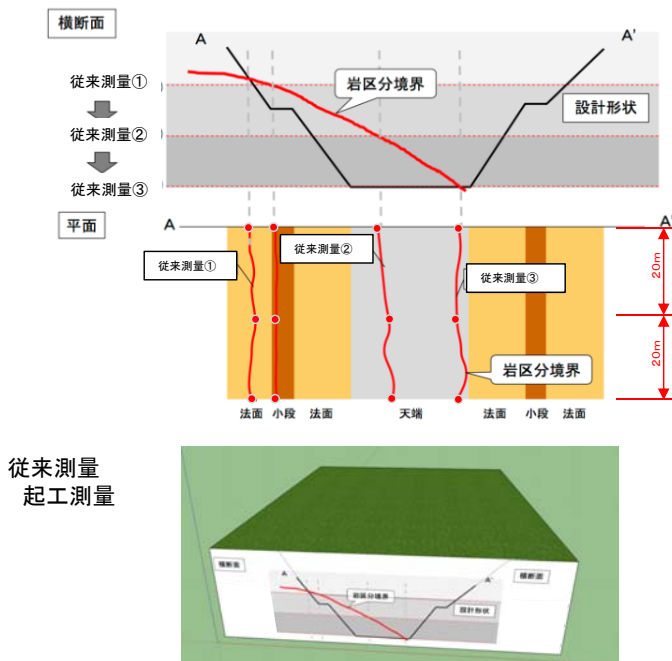 横断面
A
A'
従来測量①
岩区分境界
設計形状
従来測量②
従来測量③
平面
A
A'
従来測量①
従来測量②
従来測量③
20m
20m
岩区分境界
法面 小段 法面 天端 法面 小段 法面
従来測量
起工測量
横断面
A
A'
横断面
岩区分境界
設計形状